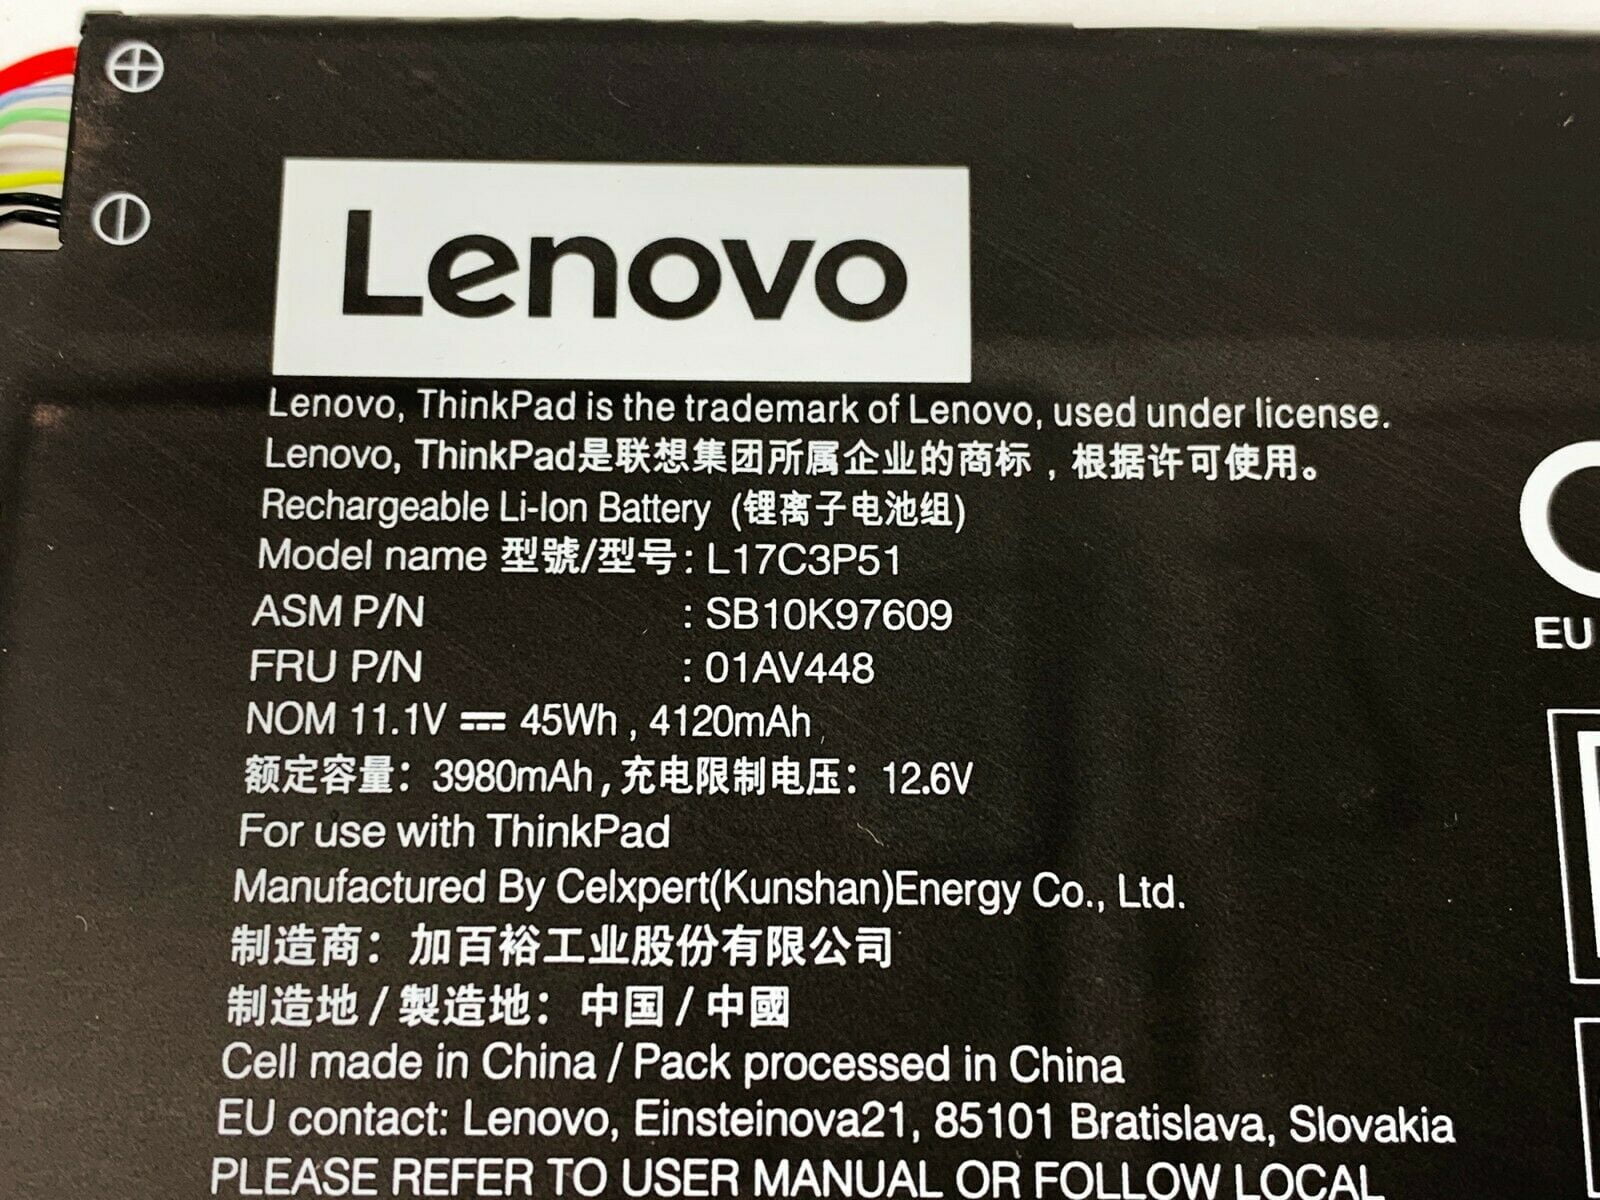 Lenovo
Lenovo, ThinkPad is the trademark of Lenovo, used under license.
Lenovo, ThinkPad是联想集团所属企业的商标，根据许可使用。
Rechargeable Li-Ion Battery (锂离子电池组)
Model name 型號/型号: L17C3P51
ASM P/N : SB10K97609
FRU P/N : 01AV448
NOM 11.1V ⎓ 45Wh , 4120mAh
额定容量: 3980mAh, 充电限制电压: 12.6V
For use with ThinkPad
Manufactured By Celxpert(Kunshan)Energy Co., Ltd.
制造商: 加百裕工业股份有限公司
制造地 / 製造地: 中国 / 中國
Cell made in China / Pack processed in China
EU contact: Lenovo, Einsteinova21, 85101 Bratislava, Slovakia
PLEASE REFER TO USER MANUAL OR FOLLOW LOCAL
EU